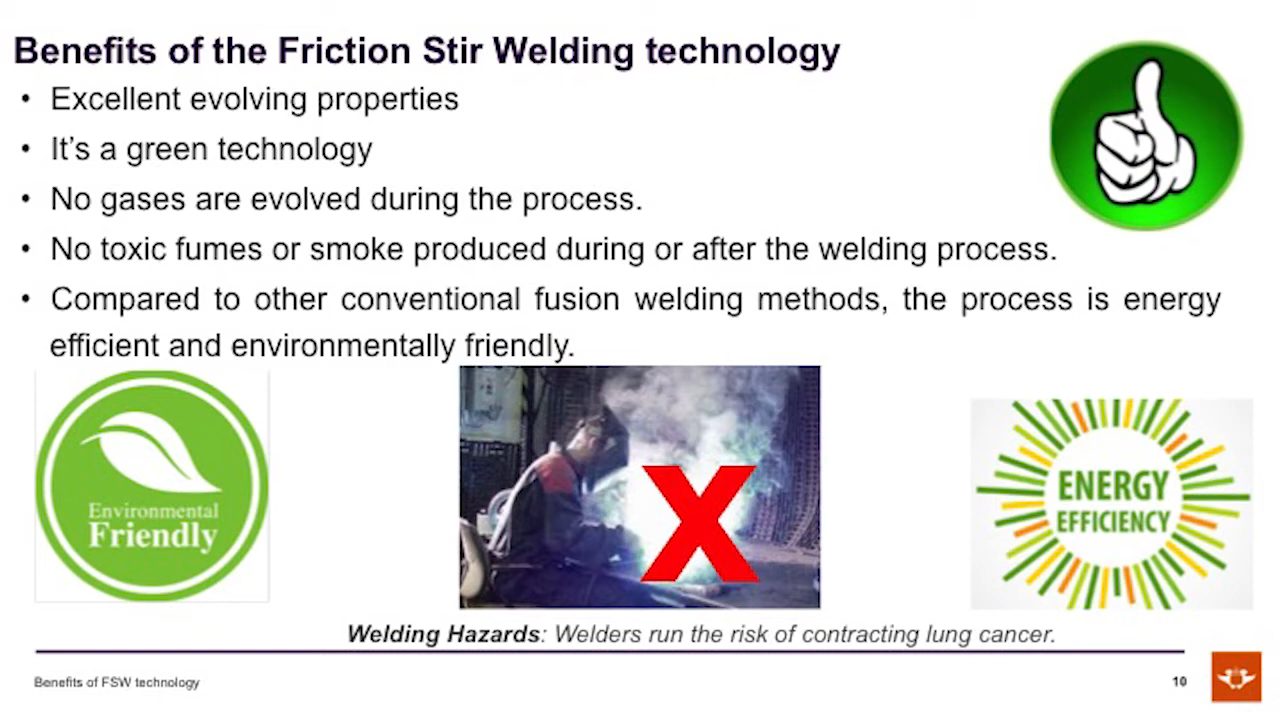 Benefits of the Friction Stir Welding technology
• Excellent evolving properties
• It's a green technology
• No gases are evolved during the process.
• No toxic fumes or smoke produced during or after the welding process.
• Compared to other conventional fusion welding methods, the process is energy
efficient and environmentally friendly.
Environmental
Friendly
X
ENERGY
EFFICIENCY
Welding Hazards: Welders run the risk of contracting lung cancer.
Benefits of FSW technology
10